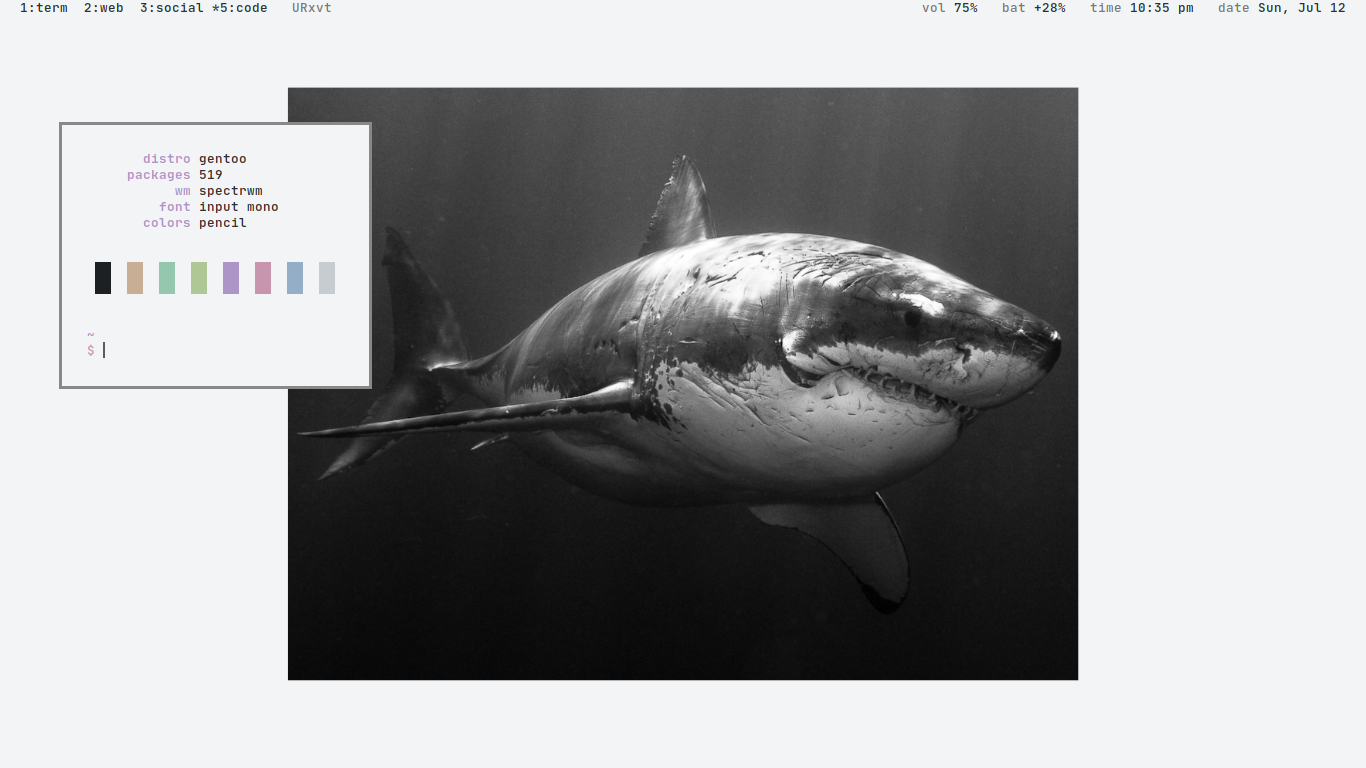 1:term  2:web  3:social *5:code   URxvt   vol 75%   bat +28%   time 10:35 pm   date Sun, Jul 12
distro gentoo
packages 519
wm spectrwm
font input mono
colors pencil
~
$